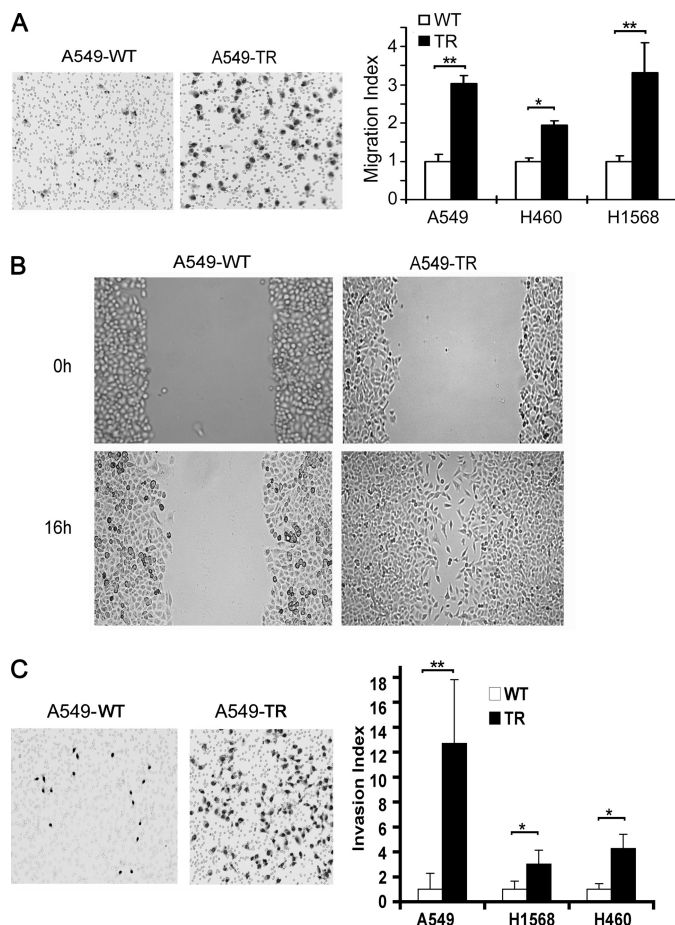 A
A549-WT
A549-TR
WT
TR
Migration Index
4
3
2
1
0
**
*
**
A549
H460
H1568
B
A549-WT
A549-TR
0h
16h
C
A549-WT
A549-TR
WT
TR
Invasion Index
18
16
14
12
10
8
6
4
2
0
**
*
*
A549
H1568
H460